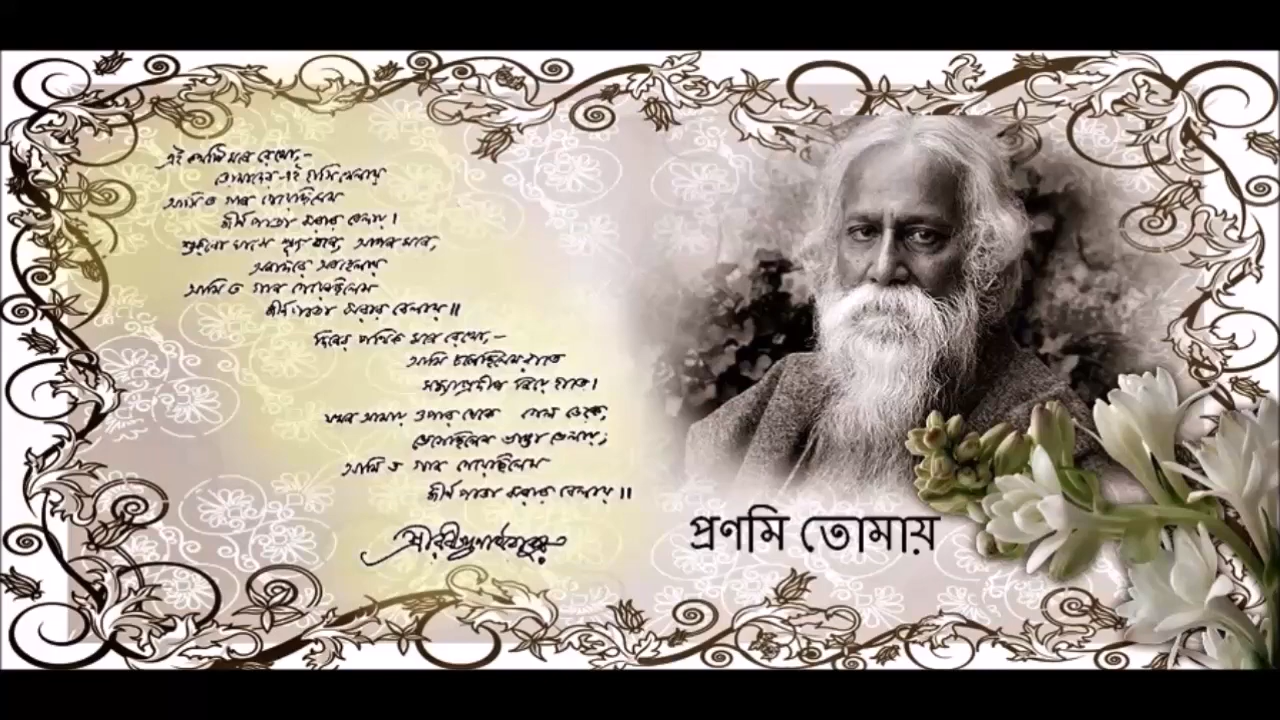 এই কথাটি মনে রেখো,—
তোমাদের এই হাসিখেলায়
আমি ত গান গেয়েছিলেম
জীর্ণ পাতা ঝরার বেলায়।
শুকনো ঘাসে শূন্য বনে, আপন মনে,
অনাদরে অবহেলায়
আমি ত গান গেয়েছিলেম
জীর্ণ পাতা ঝরার বেলায়॥
দিনের পথিক মনে রেখো,—
আমি চলেছিলেম রাতে
সন্ধ্যাপ্রদীপ নিয়ে হাতে।
যখন আমায় ওপার থেকে গেল ডেকে,
ভেসেছিলেম ভাঙা ভেলায়;
আমি ত গান গেয়েছিলেম
জীর্ণ পাতা ঝরার বেলায়॥
শ্রীরবীন্দ্রনাথ ঠাকুর
প্রণমি তোমায়